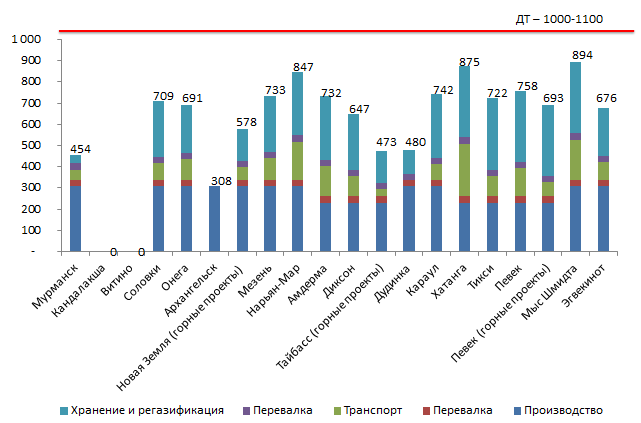 ДТ – 1000-1100
1 000
900
800
700
600
500
400
300
200
100
-
454
0
0
709
691
308
578
733
847
732
647
473
480
742
875
722
758
693
894
676
Мурманск
Кандалакша
Витино
Соловки
Онега
Архангельск
Новая Земля (горные проекты)
Мезень
Нарьян-Мар
Амдерма
Диксон
Тайбасс (горные проекты)
Дудинка
Караул
Хатанга
Тикси
Певек
Певек (горные проекты)
Мыс Шмидта
Эгвекинот
Хранение и регазификация
Перевалка
Транспорт
Перевалка
Производство